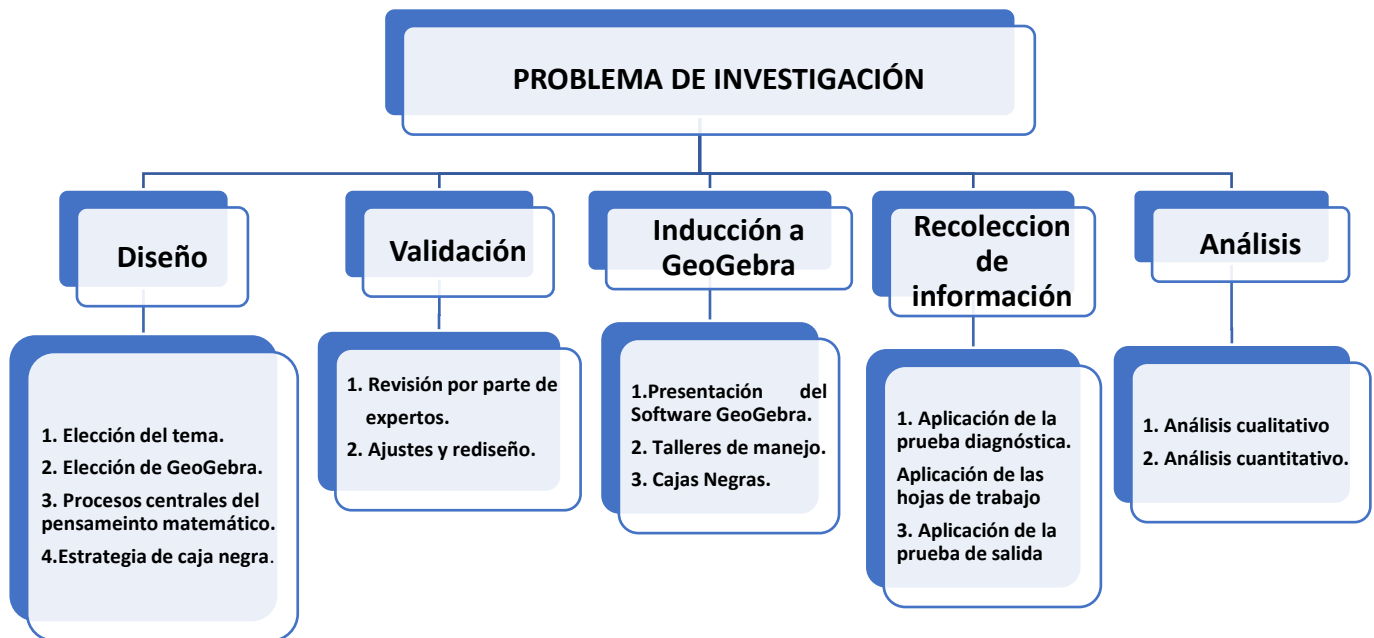 PROBLEMA DE INVESTIGACIÓN
Diseño
1. Elección del tema.
2. Elección de GeoGebra.
3. Procesos centrales del
pensameinto matemático.
4.Estrategia de caja negra.
Validación
1. Revisión por parte de
expertos.
2. Ajustes y rediseño.
Inducción a
GeoGebra
1.Presentación del
Software GeoGebra.
2. Talleres de manejo.
3. Cajas Negras.
Recoleccion
de
información
1. Aplicación de la
prueba diagnóstica.
Aplicación de las
hojas de trabajo
3. Aplicación de la
prueba de salida
Análisis
1. Análisis cualitativo
2. Análisis cuantitativo.